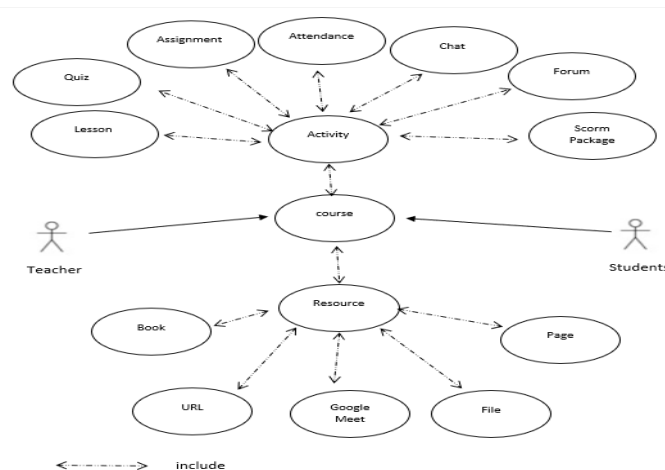 Assignment
Attendance
Chat
Quiz
Forum
Lesson
Activity
Scorm
Package
course
Teacher
Students
Resource
Book
Page
URL
Google
Meet
File
include